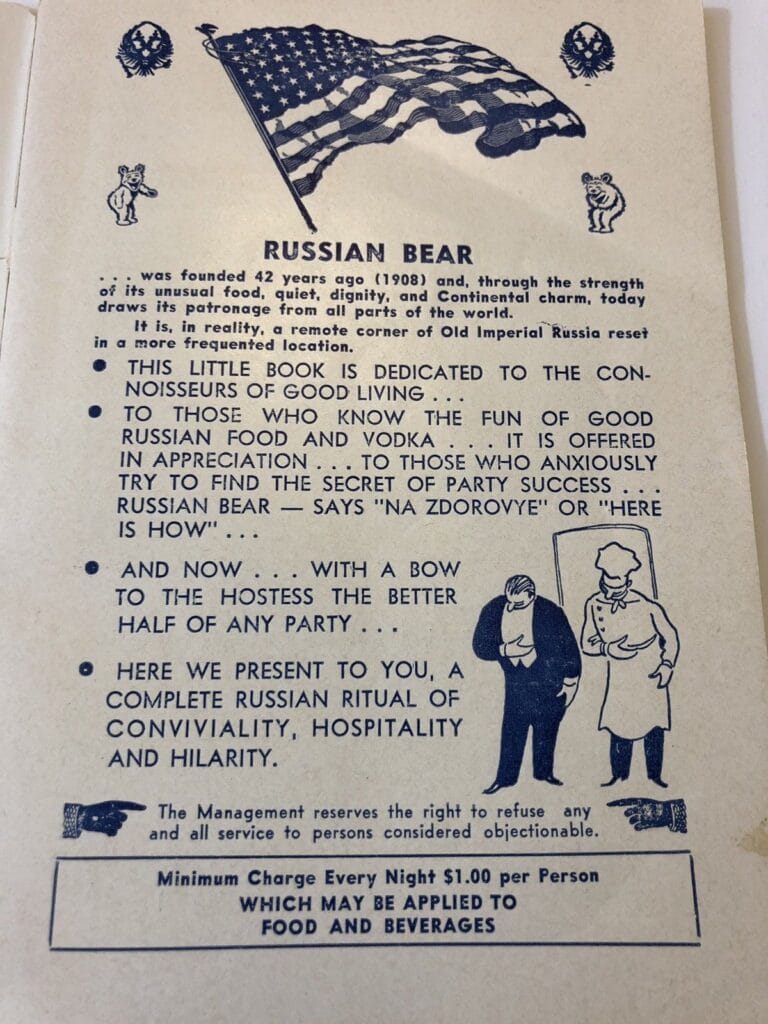 RUSSIAN BEAR
. . . was founded 42 years ago (1908) and, through the strength
of its unusual food, quiet, dignity, and Continental charm, today
draws its patronage from all parts of the world.
It is, in reality, a remote corner of Old Imperial Russia reset
in a more frequented location.
● THIS LITTLE BOOK IS DEDICATED TO THE CON-
NOISSEURS OF GOOD LIVING . . .
● TO THOSE WHO KNOW THE FUN OF GOOD
RUSSIAN FOOD AND VODKA . . . IT IS OFFERED
IN APPRECIATION . . . TO THOSE WHO ANXIOUSLY
TRY TO FIND THE SECRET OF PARTY SUCCESS . . .
RUSSIAN BEAR — SAYS "NA ZDOROVYE" OR "HERE
IS HOW" . . .
● AND NOW . . . WITH A BOW
TO THE HOSTESS THE BETTER
HALF OF ANY PARTY . . .
● HERE WE PRESENT TO YOU, A
COMPLETE RUSSIAN RITUAL OF
CONVIVIALITY, HOSPITALITY
AND HILARITY.
The Management reserves the right to refuse any
and all service to persons considered objectionable.
Minimum Charge Every Night $1.00 per Person
WHICH MAY BE APPLIED TO
FOOD AND BEVERAGES